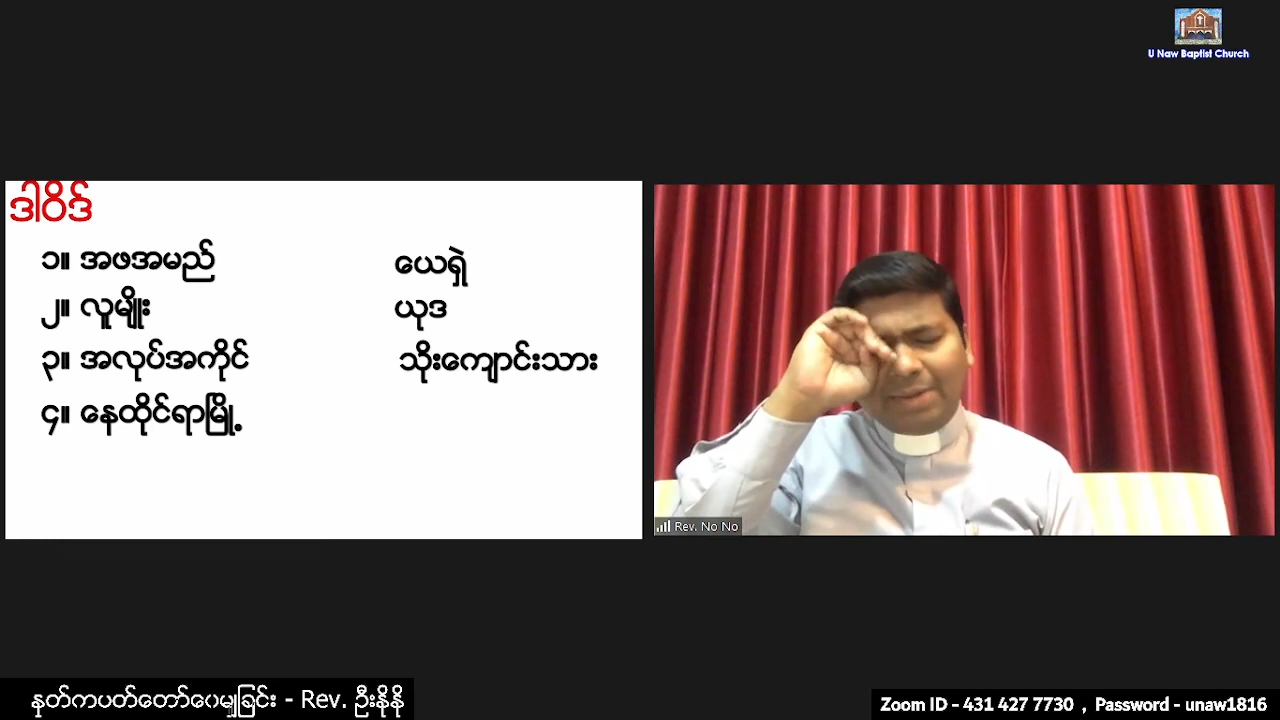 U Naw Baptist Church
ဒါဝိဒ်
၁။ အဖအမည် ယေရှဲ
၂။ လူမျိုး ယုဒ
၃။ အလုပ်အကိုင် သိုးကျောင်းသား
၄။ နေထိုင်ရာမြို့
Rev. No No
နှုတ်ကပတ်တော်ဝေမျှခြင်း - Rev. ဦးနိုနို
Zoom ID - 431 427 7730 , Password - unaw1816